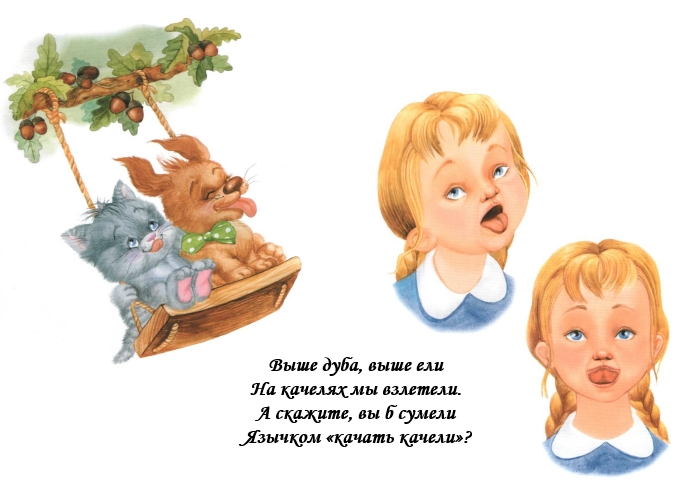 Выше дуба, выше ели
На качелях мы взлетели.
А скажите, вы б сумели
Язычком «качать качели»?